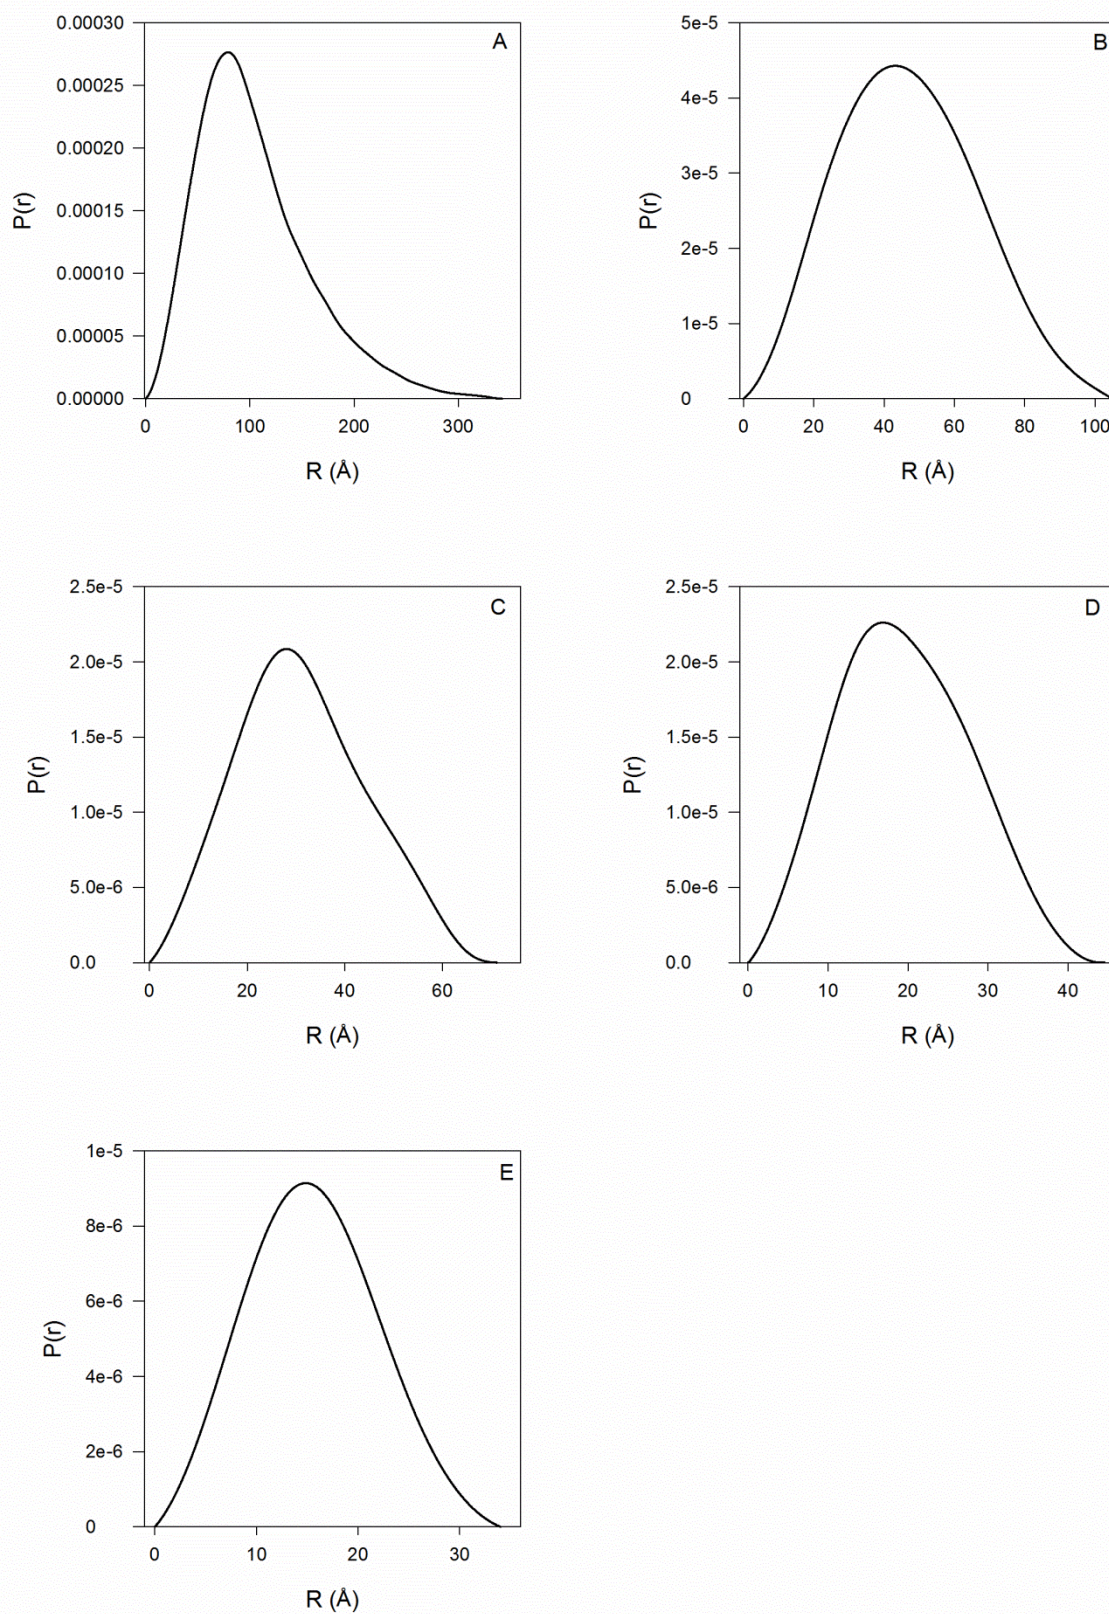 A
0.00030
0.00025
0.00020
0.00015
0.00010
0.00005
0.00000
P(r)
0 100 200 300
R (Å)
B
5e-5
4e-5
3e-5
2e-5
1e-5
0
P(r)
0 20 40 60 80 100
R (Å)
C
2.5e-5
2.0e-5
1.5e-5
1.0e-5
5.0e-6
0.0
P(r)
0 20 40 60
R (Å)
D
2.5e-5
2.0e-5
1.5e-5
1.0e-5
5.0e-6
0.0
P(r)
0 10 20 30 40
R (Å)
E
1e-5
8e-6
6e-6
4e-6
2e-6
0
P(r)
0 10 20 30
R (Å)